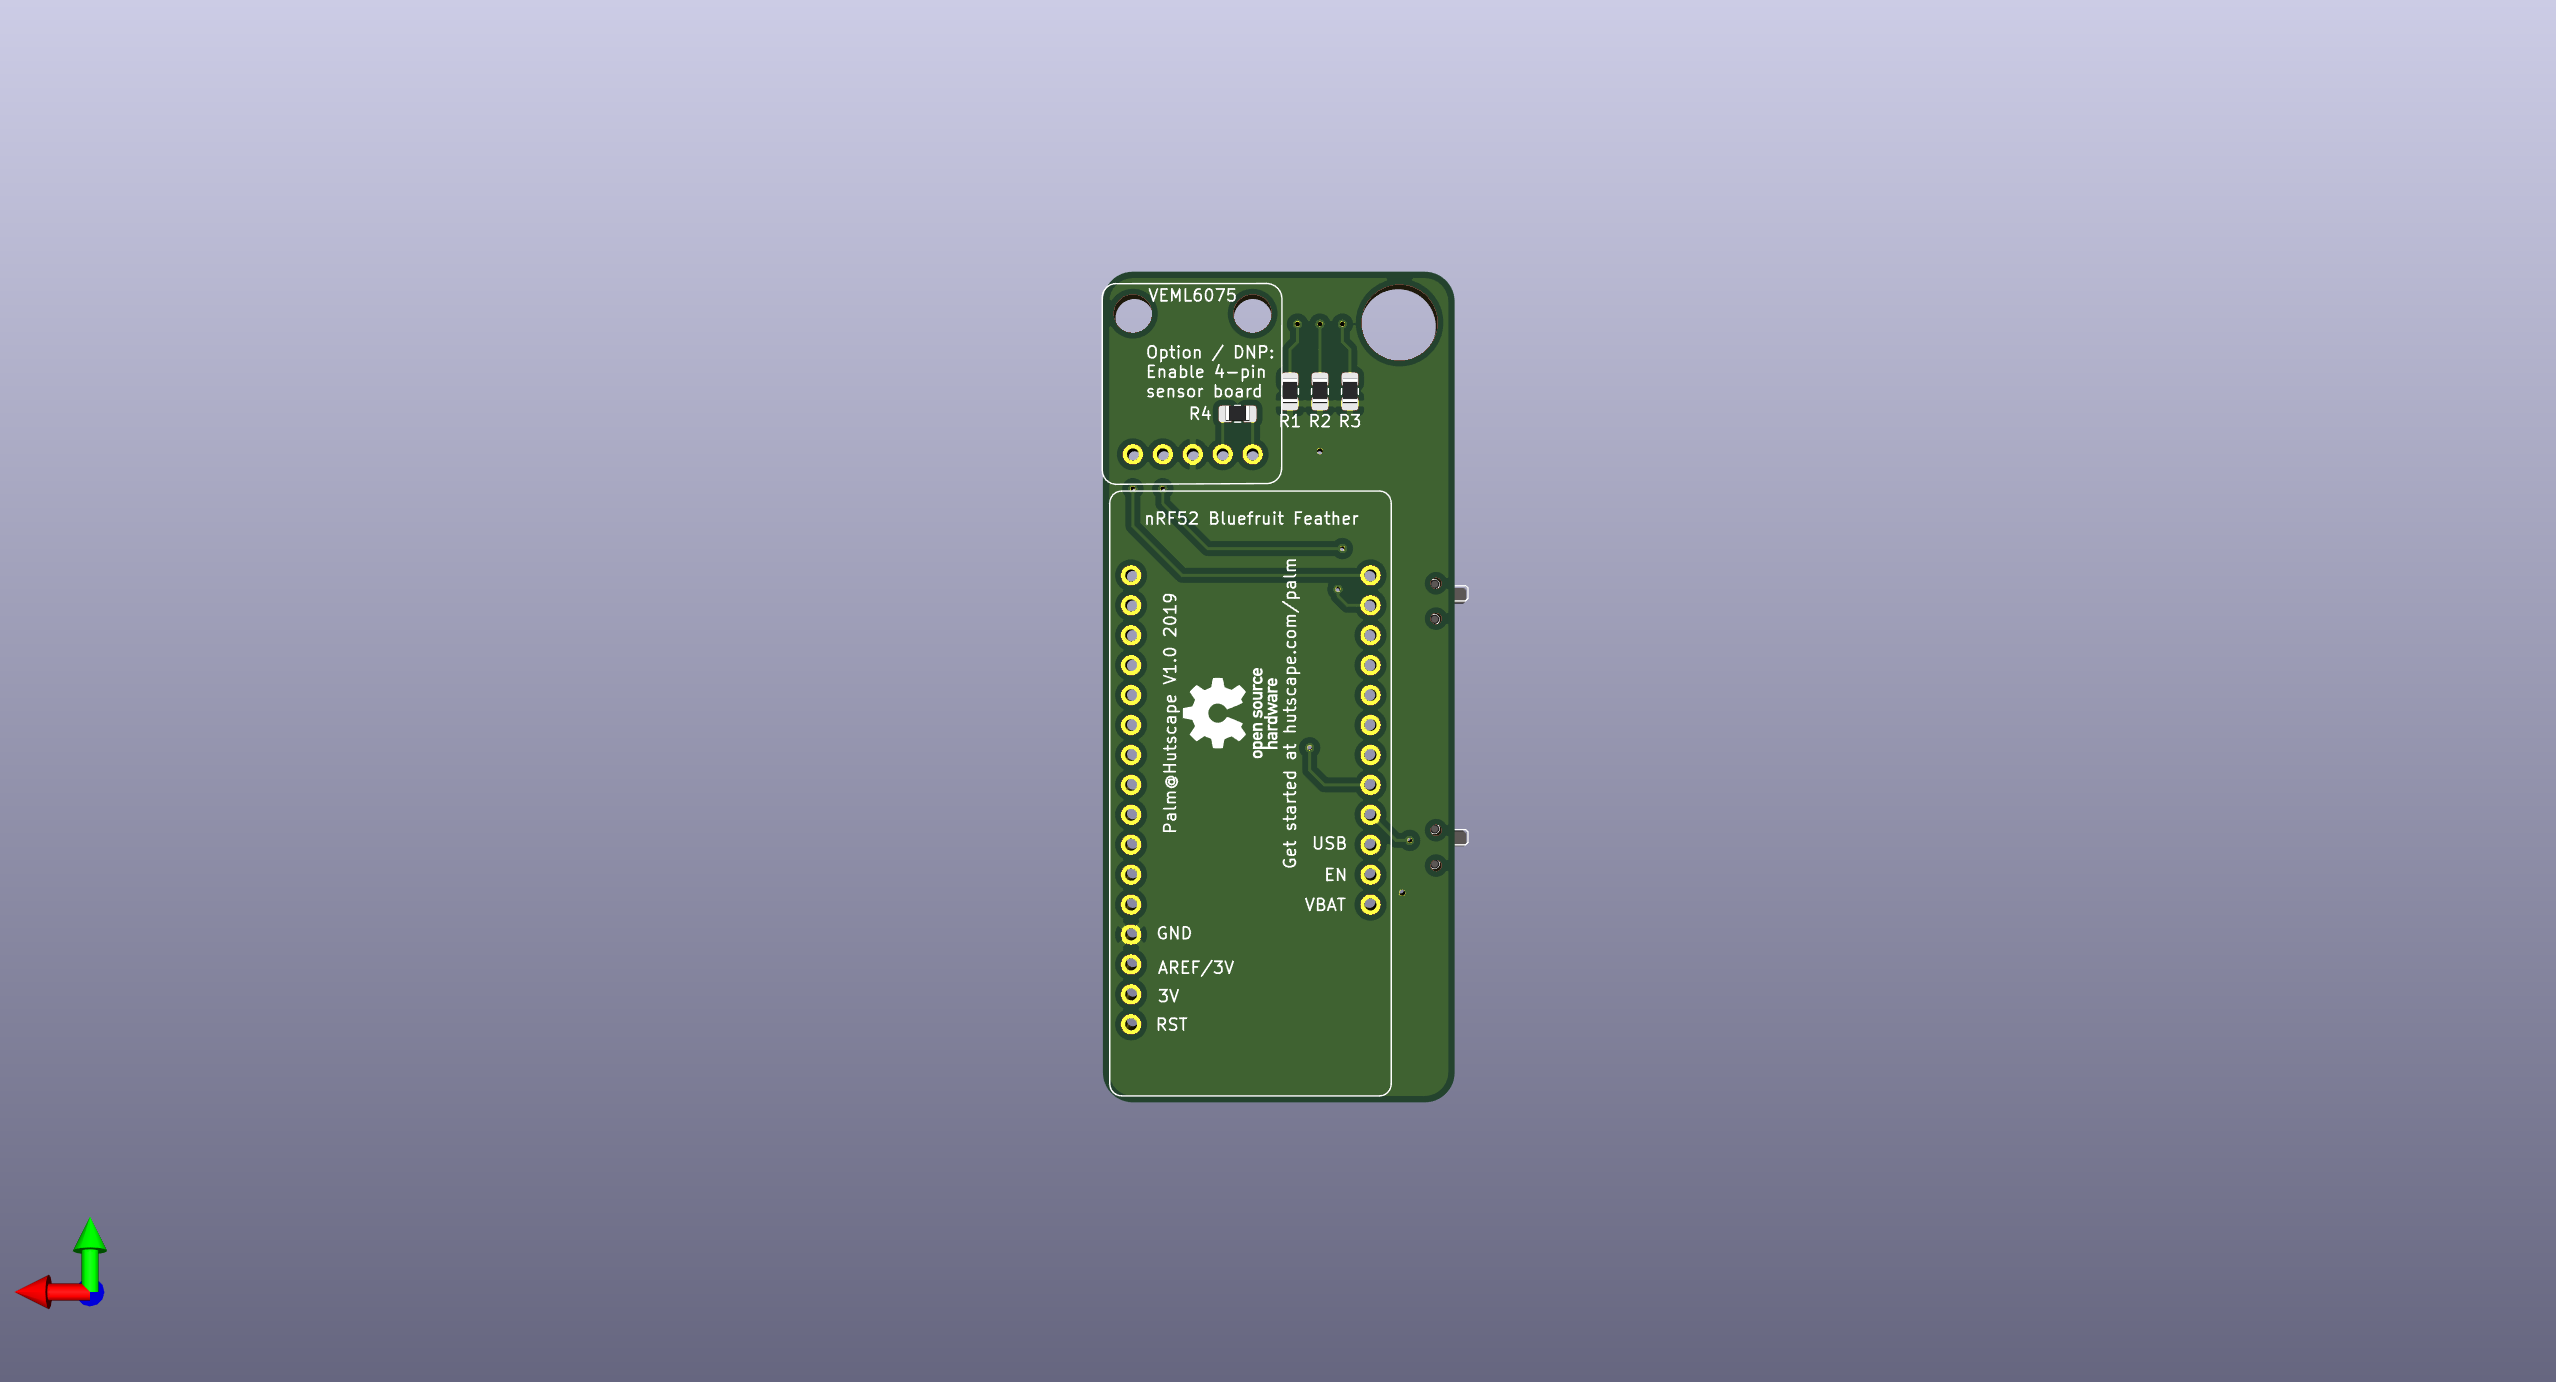 VEML6075
Option / DNP:
Enable 4-pin
sensor board
R4
R1 R2 R3
nRF52 Bluefruit Feather
Palm@Hutscape V1.0 2019
open source
hardware
Get started at hutscape.com/palm
USB
EN
VBAT
GND
AREF/3V
3V
RST